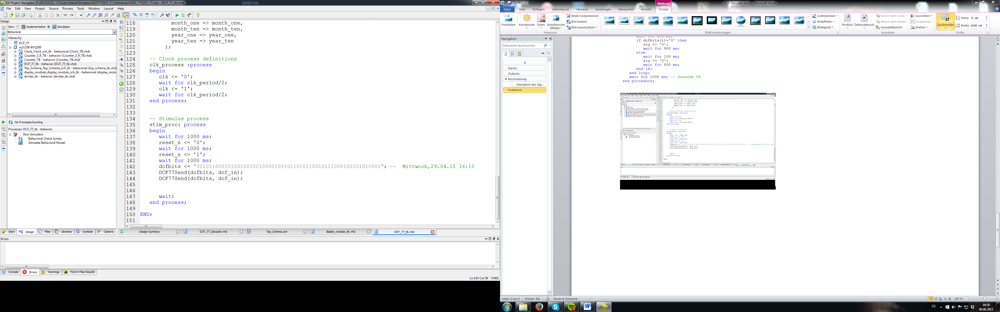 ISE Project Navigator (P.20131013) - C:\Users\Daniel\Dropbox\DCF77\DCF_77_Endversion\DCF_77\DCF_77.xise - [DCF_77_tb.vhd]
File Edit View Project Source Process Tools Window Layout Help
Design
View: Implementation Simulation
Behavioral
Hierarchy
DCF_77
xc2c256-6VQ100
Clock_Clock_sch_tb - behavioral (Clock_TB.vhd)
Counter_3_9_TB - behavior (Counter_3_9_TB.vhd)
Counter_TB - behavior (Counter_TB.vhd)
DCF_77_tb - behavior (DCF_77_tb.vhd)
Top_Schema_Top_Schema_sch_tb - behavioral (top_schema_tb.vhd)
display_module_display_module_sch_tb - behavioral (display_modu
divider_tb - behavior (divider_tb.vhd)
No Processes Running
Processes: DCF_77_tb - behavior
ISim Simulator
Behavioral Check Syntax
Simulate Behavioral Model
Start Design Files Libraries Symbols Options
118 month_one => month_one,
119 month_ten => month_ten,
120 year_one => year_one,
121 year_ten => year_ten
122 );
123
124 -- Clock process definitions
125 clk_process :process
126 begin
127 clk <= '0';
128 wait for clk_period/2;
129 clk <= '1';
130 wait for clk_period/2;
131 end process;
132
133
134 -- Stimulus process
135 stim_proc: process
136 begin
137 wait for 1000 ms;
138 reset_n <= '0';
139 wait for 1000 ms;
140 reset_n <= '1';
141 wait for 1000 ms;
142 dcfbits <= ; -- Mittwoch,29.04.15 16:10
143 DCF77Send(dcfbits, dcf_in);
144 DCF77Send(dcfbits, dcf_in);
145
146
147 wait;
148 end process;
149
150 END;
151
Design Summary DCF_77_Decoder.vhd Top_Schema.sch display_module_tb.vhd DCF_77_tb.vhd
Errors
Console Errors Warnings Find in Files Results
Ln 143 Col 39 VHDL
DCF-Decoder.docx - Microsoft Word
Bildtools
Datei Start Einfügen Seitenlayout Verweise Sendungen Überprüfen Ansicht Format
Freistellen Korrekturen Farbe Künstlerische Effekte
Bilder komprimieren
Bild ändern
Bild zurücksetzen
Anpassen
Bildformatvorlagen
Grafikrahmen
Bildeffekte
Bildlayout
Position Zeilenumbruch
Ebene nach vorne
Ebene nach hinten
Auswahlbereich
Ausrichten
Gruppieren
Drehen
Anordnen
Zuschneiden
Höhe: 5 cm
Breite: 8.04 cm
Größe
Navigation
Dokument durchsuchen
Inputs:
Outputs:
Beschreibung
Simulation des Alg...
Testbench
wait for 100 ms;
if dcfbits(i)='0' then
sig <= '0';
wait for 900 ms;
else
wait for 100 ms;
sig <= '0';
wait for 800 ms;
end if;
end loop;
wait for 1000 ms; -- Sekunde 59
end procedure;
Seite: 3 von 3 Wörter: 501 Deutsch (Schweiz)
197 %
DE 09:50
06.06.2015